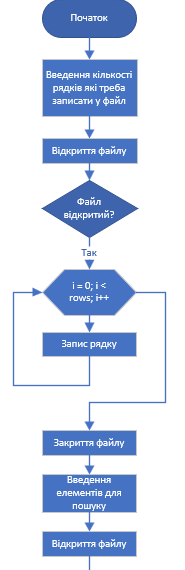 Початок
Введення кількості
рядків які треба
записати у файл
Відкриття файлу
Файл
відкритий?
Так
i = 0; i <
rows; i++
Запис рядку
Закриття файлу
Введення
елементів для
пошуку
Відкриття файлу